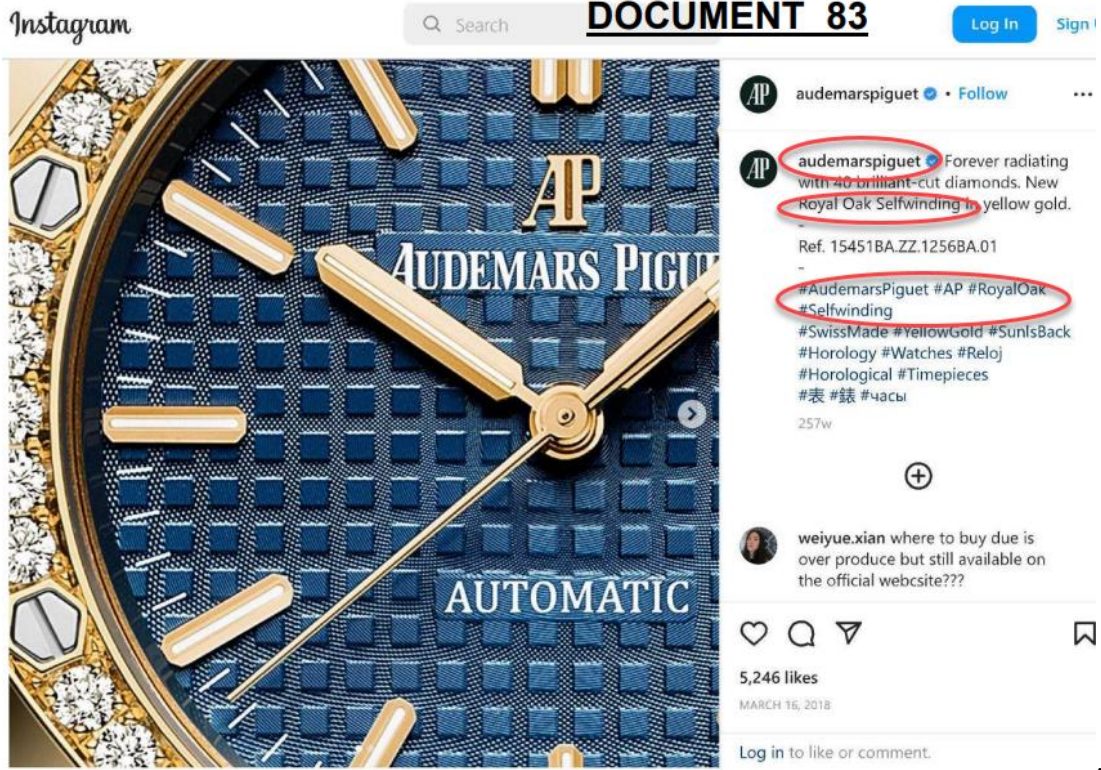 Instagram
Search
DOCUMENT 83
Log In
Sign
AP
AUDEMARS PIGU
AUTOMATIC
AP
audemarspiguet • Follow
AP
audemarspiguet Forever radiating
with 40 brilliant-cut diamonds. New
Royal Oak Selfwinding in yellow gold.
-
Ref. 15451BA.ZZ.1256BA.01
-
#AudemarsPiguet #AP #RoyalOak
#Selfwinding
#SwissMade #YellowGold #SunIsBack
#Horology #Watches #Reloj
#Horological #Timepieces
#表 #錶 #часы
257w
weiyue.xian where to buy due is
over produce but still available on
the official webcsite???
5,246 likes
MARCH 16, 2018
Log in to like or comment.